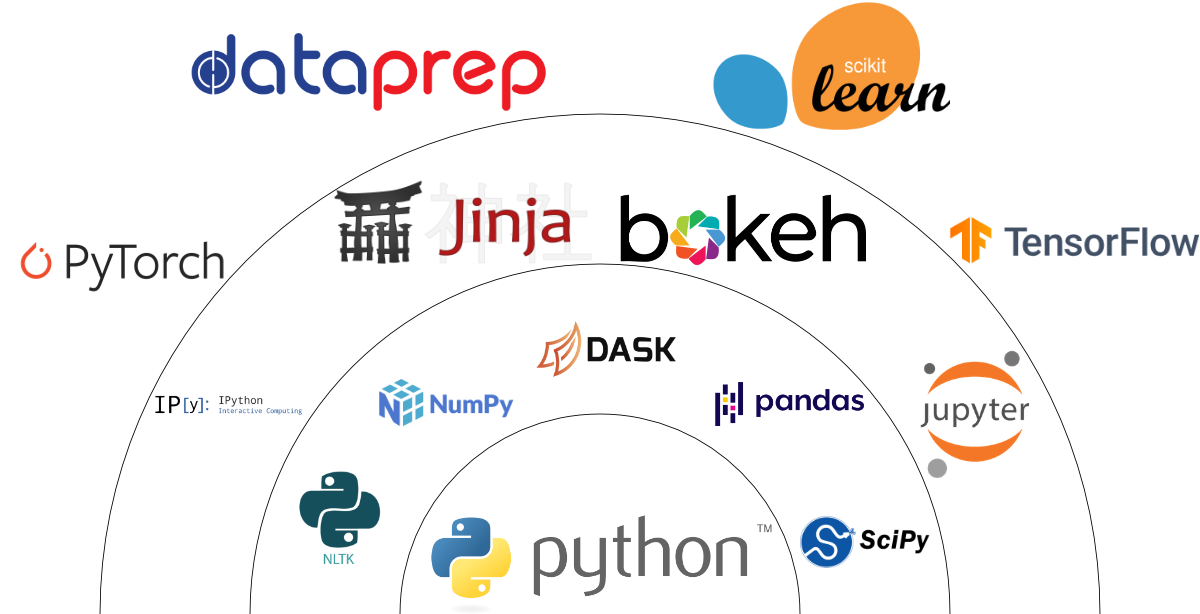 dataprep
scikit
learn
神社
Jinja
bokeh
PyTorch
TensorFlow
DASK
IP[y]:
IPython
Interactive Computing
NumPy
pandas
jupyter
NLTK
python
TM
SciPy